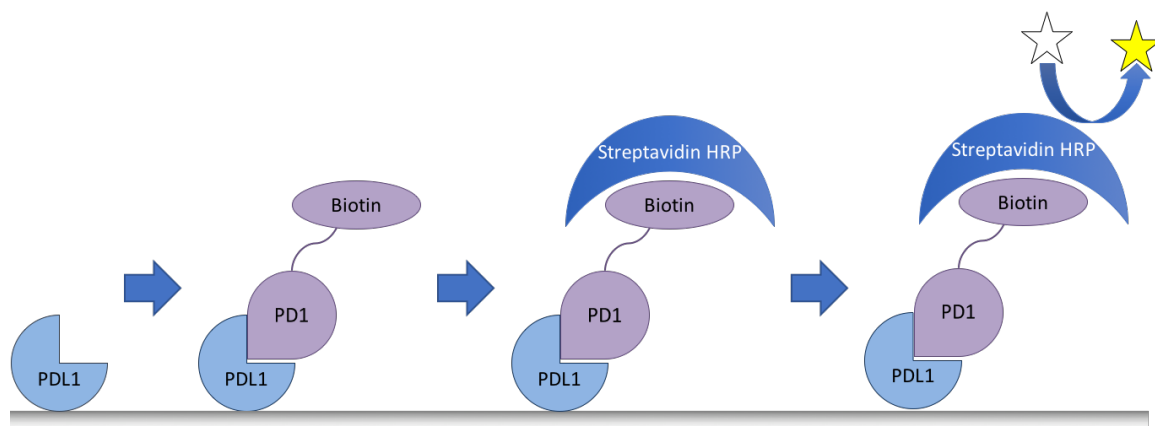 PDL1
Biotin
PD1
PDL1
Streptavidin HRP
Biotin
PD1
PDL1
Streptavidin HRP
Biotin
PD1
PDL1